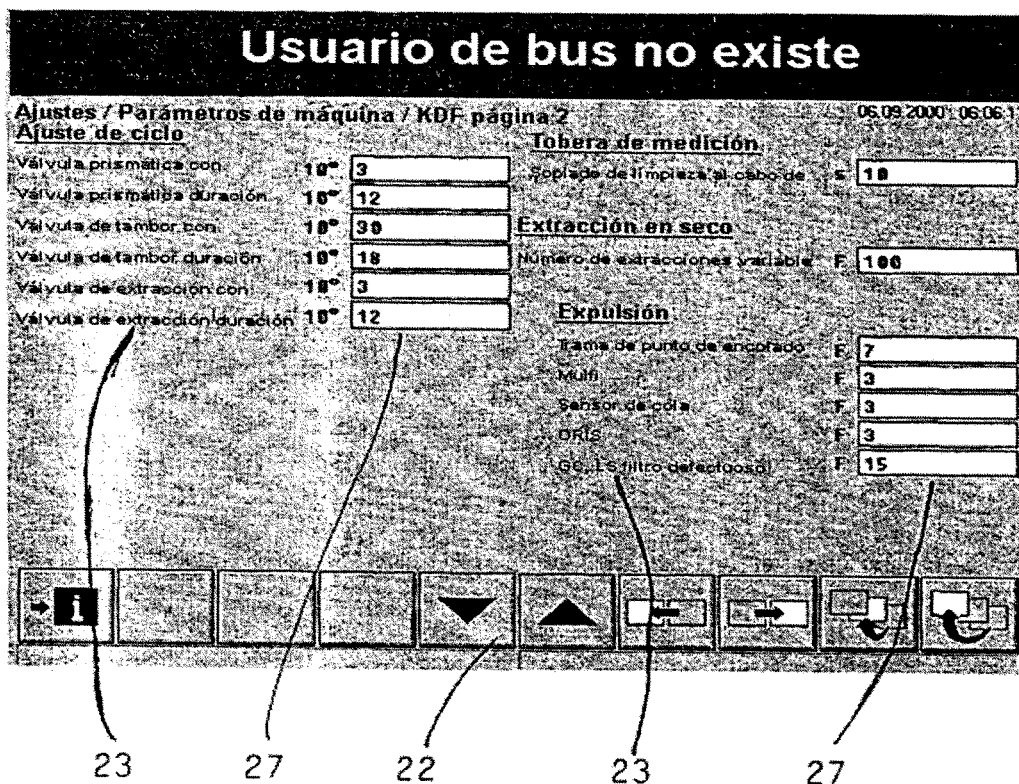 Usuario de bus no existe
Ajustes / Parámetros de máquina / KDF página 2
06.09.2000 06:06:1
Ajuste de ciclo
Válvula prismática con 10° 3
Válvula prismática duración 10° 12
Válvula de tambor con 10° 30
Válvula de tambor duración 10° 18
Válvula de extracción con 10° 3
Válvula de extracción duración 10° 12
Tobera de medición
Soplado de limpieza al cabo de s 10
Extracción en seco
Número de extracciones variable F 100
Expulsión
Trama de punto de encolado F 7
Multi F 3
Sensor de cola F 3
ORIS F 3
filtro defectuoso F 15
i
23 27 22 23 27